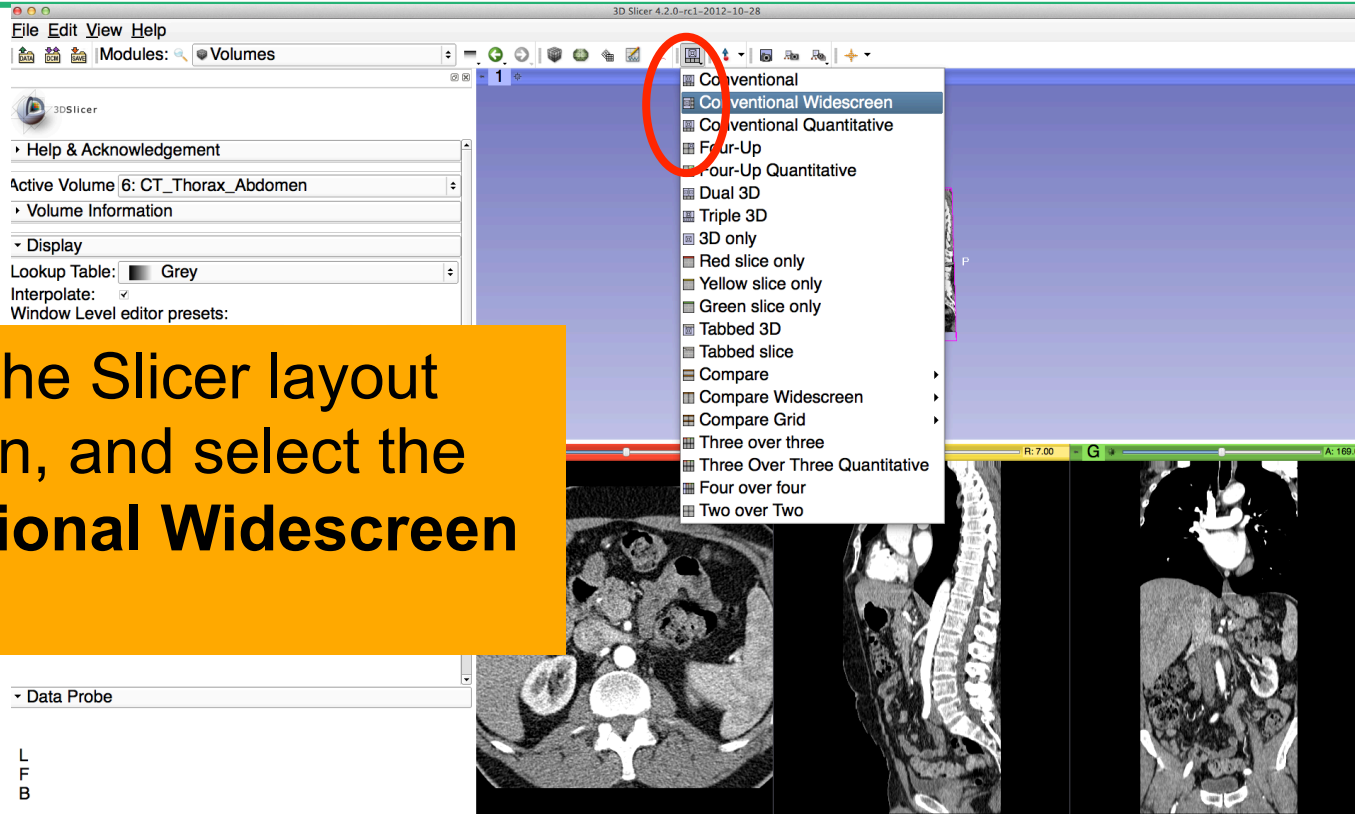 3D Slicer 4.2.0-rc1-2012-10-28
File Edit View Help
DATA DCM SAVE Modules: Volumes
1
3DSlicer
Help & Acknowledgement
Active Volume 6: CT_Thorax_Abdomen
Volume Information
Display
Lookup Table: Grey
Interpolate:
Window Level editor presets:
he Slicer layout
n, and select the
ional Widescreen
Data Probe
L
F
B
Conventional
Conventional Widescreen
Conventional Quantitative
Four-Up
Four-Up Quantitative
Dual 3D
Triple 3D
3D only
Red slice only
Yellow slice only
Green slice only
Tabbed 3D
Tabbed slice
Compare
Compare Widescreen
Compare Grid
Three over three
Three Over Three Quantitative
Four over four
Two over Two
P
R: 7.00
G
A: 169.